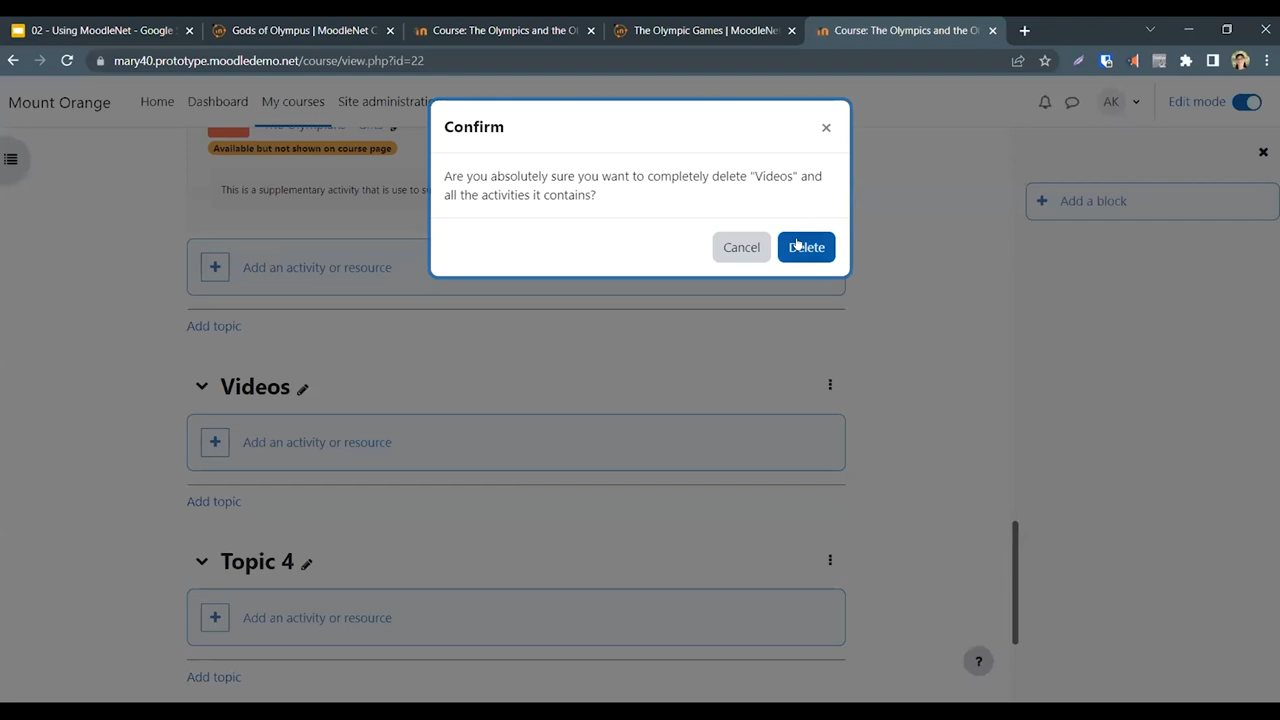 02 - Using MoodleNet - Google
Gods of Olympus | MoodleNet C
Course: The Olympics and the Ol
The Olympic Games | MoodleNet
Course: The Olympics and the Ol
mary40.prototype.moodledemo.net/course/view.php?id=22
Mount Orange
Home
Dashboard
My courses
Site administratio
AK
Edit mode
Confirm
Are you absolutely sure you want to completely delete "Videos" and
all the activities it contains?
Cancel
Delete
Available but not shown on course page
This is a supplementary activity that is use to su
Add an activity or resource
Add a block
Add topic
Videos
Add an activity or resource
Add topic
Topic 4
Add an activity or resource
?
Add topic